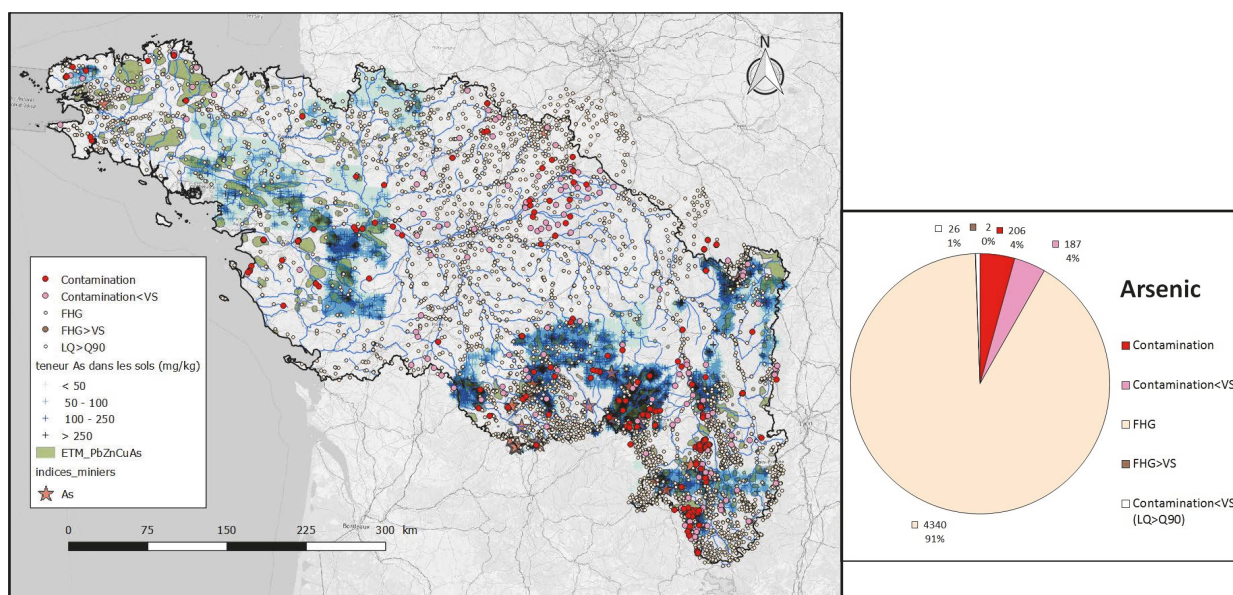 N
Contamination
Contamination<VS
FHG
FHG>VS
LQ>Q90
teneur As dans les sols (mg/kg)
< 50
50 - 100
100 - 250
> 250
ETM_PbZnCuAs
indices_miniers
As
0 75 150 225 300 km
Bordeaux
26
1%
2
0%
206
4%
187
4%
4340
91%
Arsenic
Contamination
Contamination<VS
FHG
FHG>VS
Contamination<VS
(LQ>Q90)